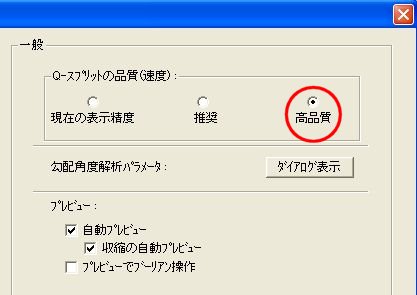 一般
Q-スプリットの品質(速度):
現在の表示精度 推奨 高品質
勾配角度解析パラメータ: ダイアログ表示
プレビュー:
自動プレビュー
収縮の自動プレビュー
プレビューでブーリアン操作